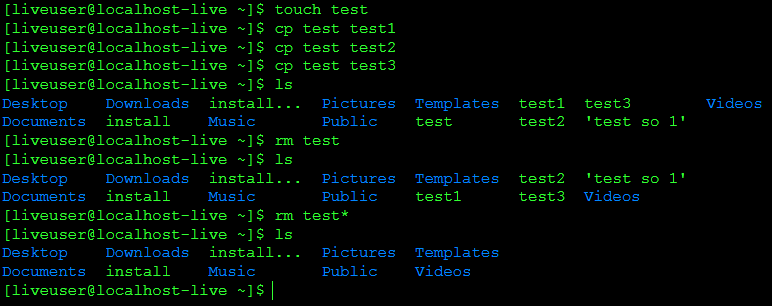 [liveuser@localhost-live ~]$ touch test
[liveuser@localhost-live ~]$ cp test test1
[liveuser@localhost-live ~]$ cp test test2
[liveuser@localhost-live ~]$ cp test test3
[liveuser@localhost-live ~]$ ls
Desktop    Downloads  install...  Pictures  Templates  test1  test3        Videos
Documents  install    Music       Public    test       test2  'test so 1'
[liveuser@localhost-live ~]$ rm test
[liveuser@localhost-live ~]$ ls
Desktop    Downloads  install...  Pictures  Templates  test2  'test so 1'
Documents  install    Music       Public    test1      test3  Videos
[liveuser@localhost-live ~]$ rm test*
[liveuser@localhost-live ~]$ ls
Desktop    Downloads  install...  Pictures  Templates
Documents  install    Music       Public    Videos
[liveuser@localhost-live ~]$